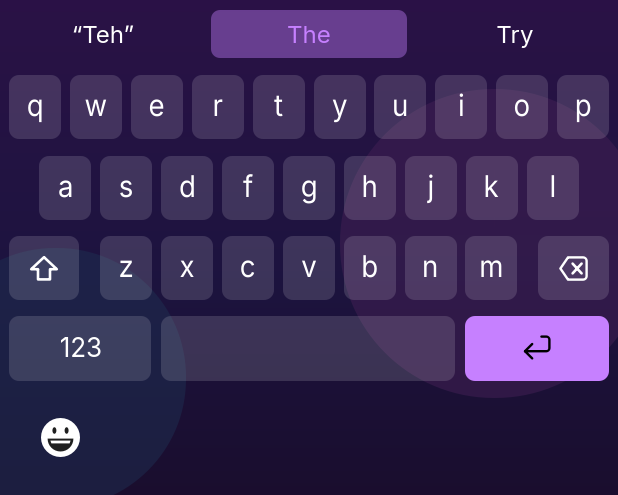 “Teh” The Try
q w e r t y u i o p
a s d f g h j k l
z x c v b n m
123